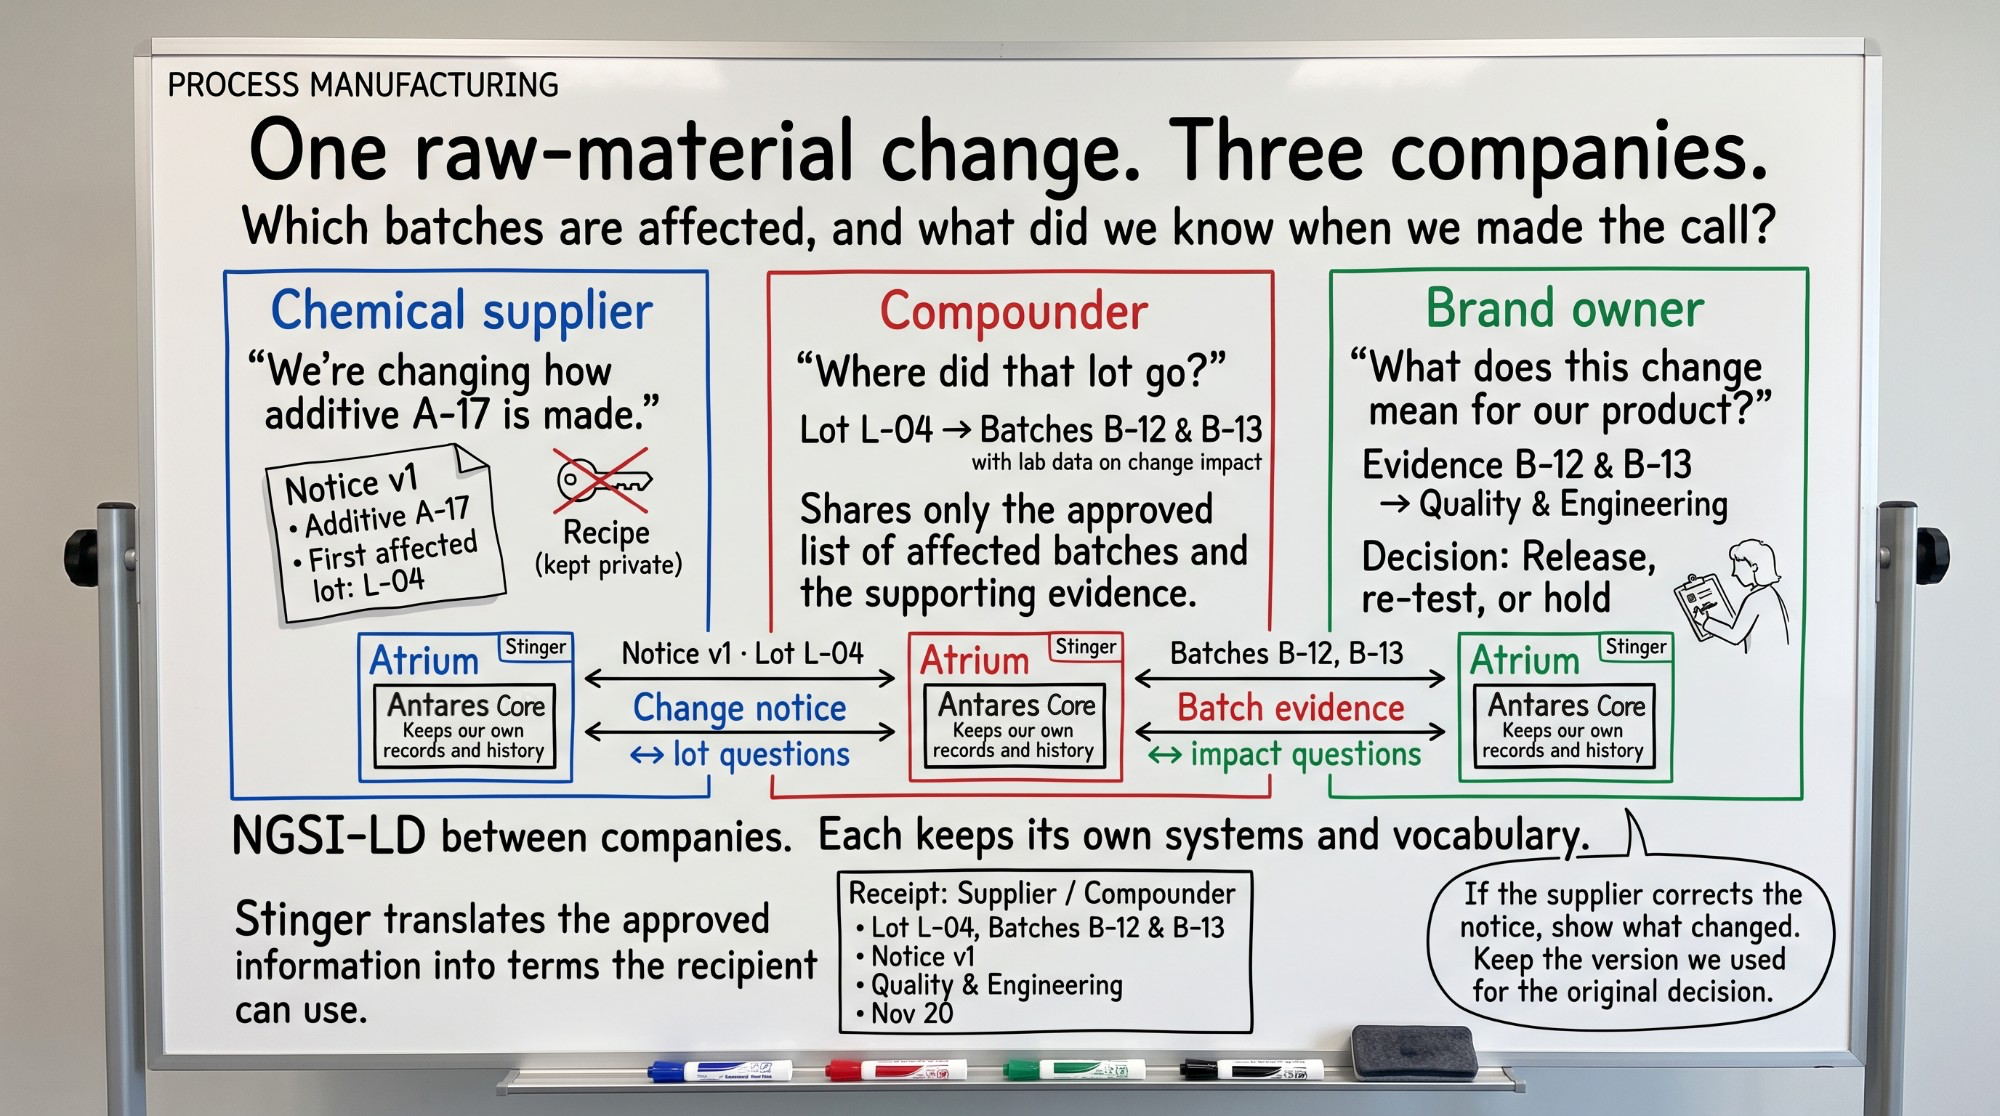 PROCESS MANUFACTURING
One raw-material change. Three companies.
Which batches are affected, and what did we know when we made the call?
Chemical supplier
“We’re changing how
additive A-17 is made.”
Notice v1
• Additive A-17
• First affected
lot: L-04
Recipe
(kept private)
Compounder
“Where did that lot go?”
Lot L-04 → Batches B-12 & B-13
with lab data on change impact
Shares only the approved
list of affected batches and
the supporting evidence.
Brand owner
“What does this change
mean for our product?”
Evidence B-12 & B-13
→ Quality & Engineering
Decision: Release,
re-test, or hold
Atrium
Stinger
Antares Core
Keeps our own
records and history
Notice v1 · Lot L-04
Change notice
↔ lot questions
Atrium
Stinger
Antares Core
Keeps our own
records and history
Batches B-12, B-13
Batch evidence
↔ impact questions
Atrium
Stinger
Antares Core
Keeps our own
records and history
NGSI-LD between companies. Each keeps its own systems and vocabulary.
Stinger translates the approved
information into terms the recipient
can use.
Receipt: Supplier / Compounder
• Lot L-04, Batches B-12 & B-13
• Notice v1
• Quality & Engineering
• Nov 20
If the supplier corrects the
notice, show what changed.
Keep the version we used
for the original decision.